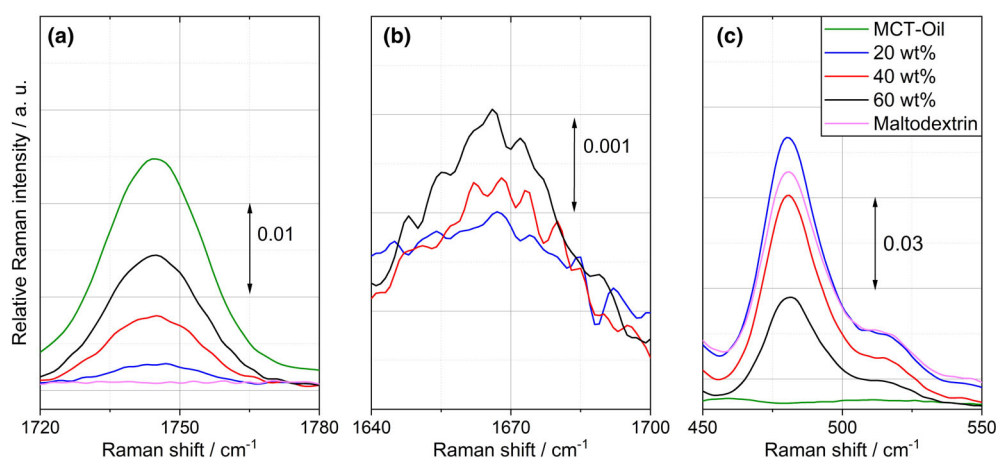 (a)
(b)
(c)
MCT-Oil
20 wt%
40 wt%
60 wt%
Maltodextrin
0.01
0.001
0.03
Relative Raman intensity / a. u.
1720
1750
1780
1640
1670
1700
450
500
550
Raman shift / cm⁻¹
Raman shift / cm⁻¹
Raman shift / cm⁻¹